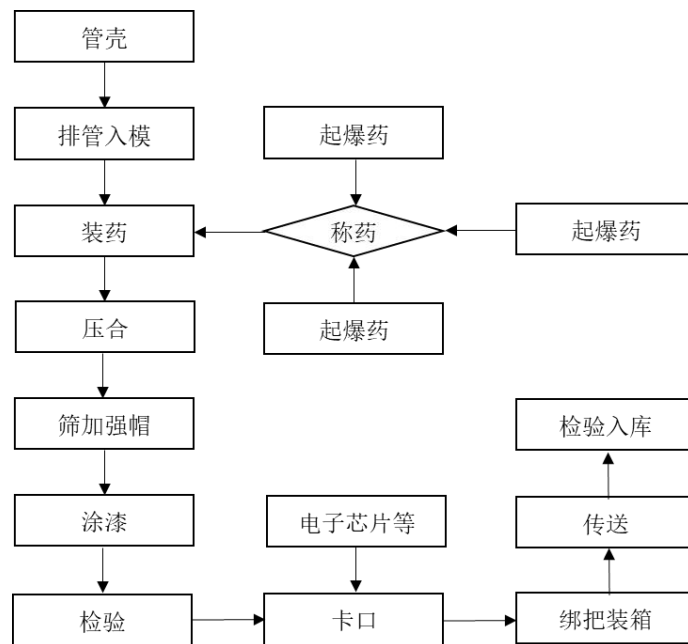 管壳
排管入模
起爆药
装药
称药
起爆药
压合
起爆药
筛加强帽
检验入库
涂漆
电子芯片等
传送
检验
卡口
绑把装箱